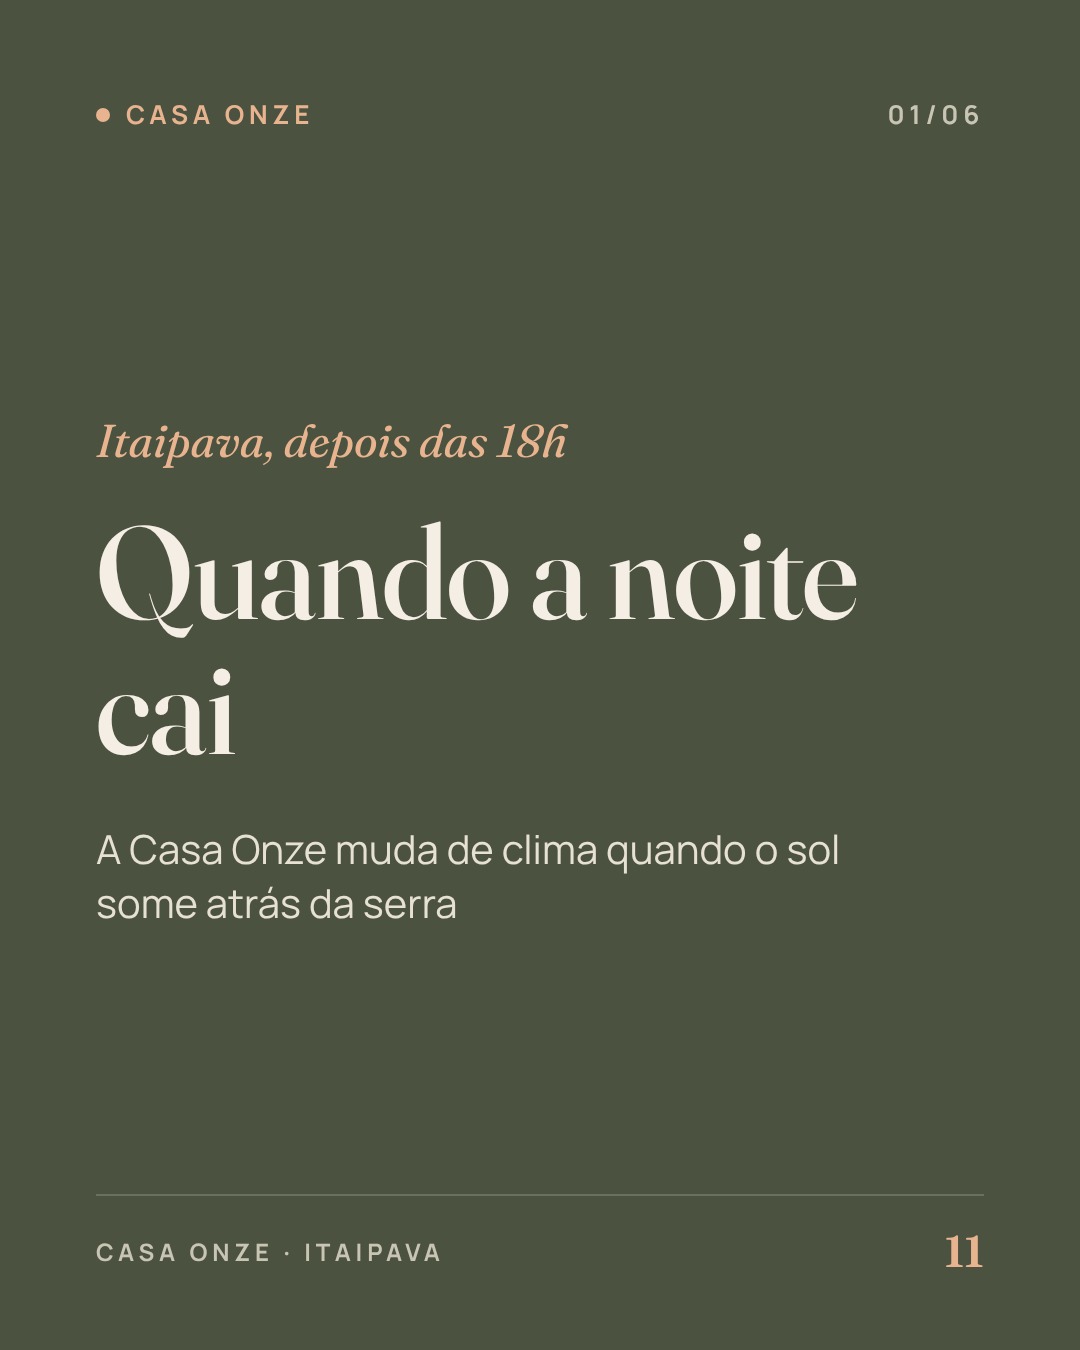 CASA ONZE
01/06
Itaipava, depois das 18h
Quando a noite
cai
A Casa Onze muda de clima quando o sol
some atrás da serra
CASA ONZE · ITAIPAVA
11